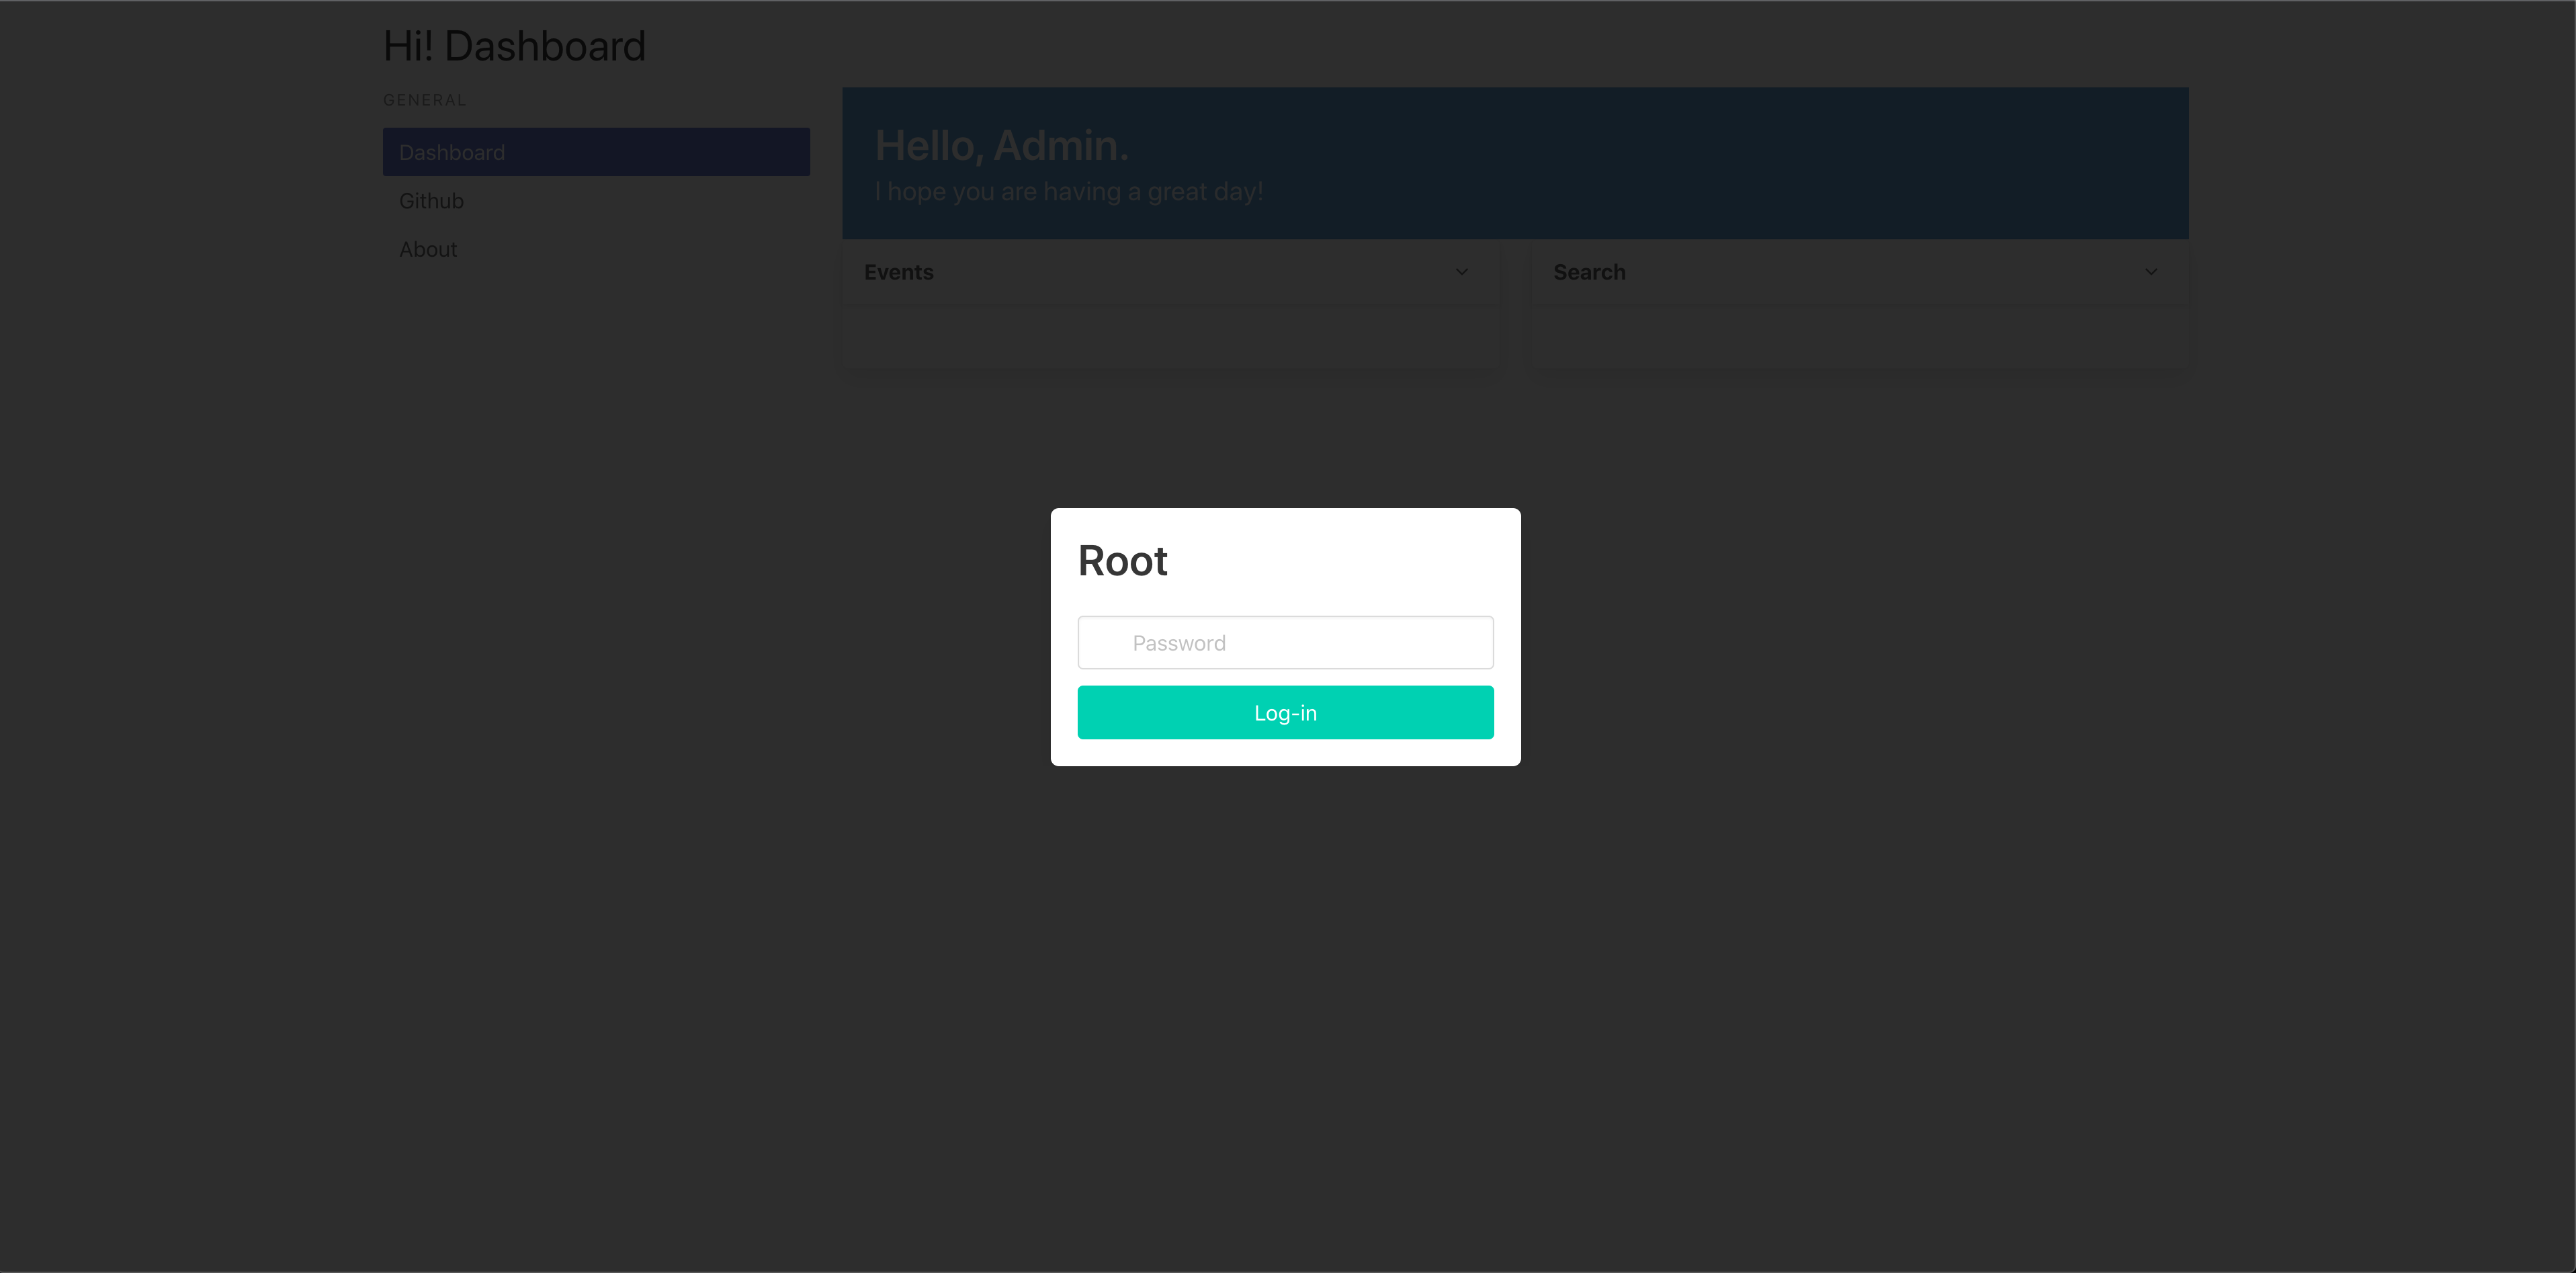 Hi! Dashboard
GENERAL
Dashboard
Github
About
Hello, Admin.
I hope you are having a great day!
Events
Search
Root
Password
Log-in